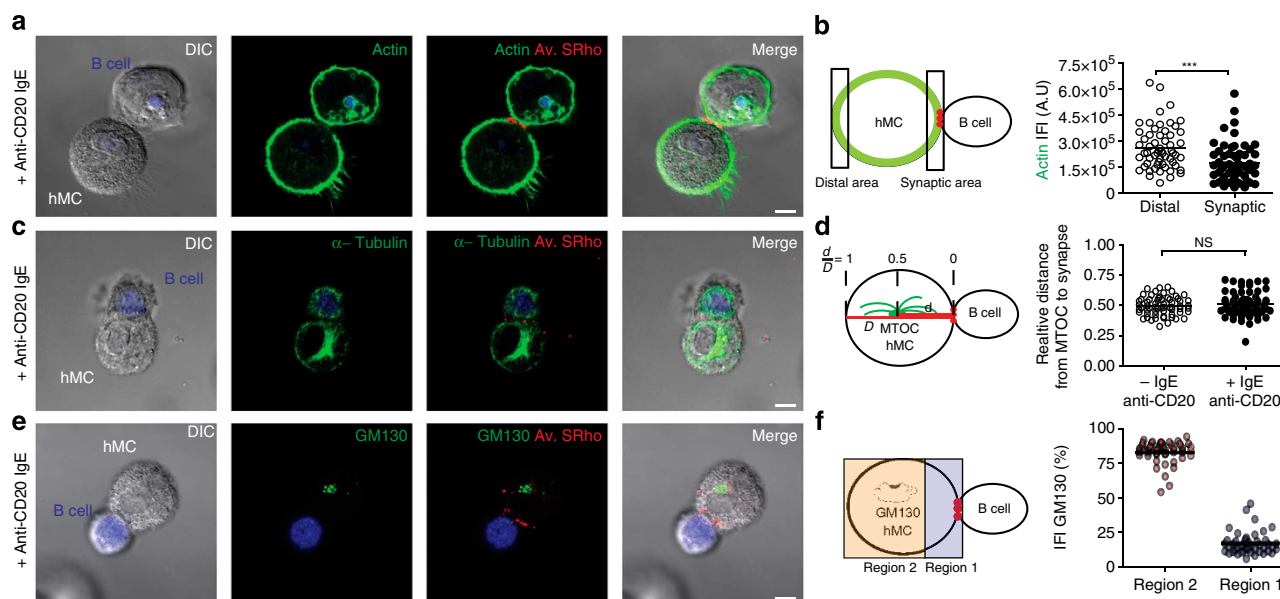 a
+ Anti-CD20 IgE
DIC
B cell
hMC
Actin
Actin Av. SRho
Merge
b
hMC
B cell
Distal area
Synaptic area
Actin IFI (A.U)
7.5×10⁵
6.0×10⁵
4.5×10⁵
3.0×10⁵
1.5×10⁵
0
***
Distal
Synaptic
c
+ Anti-CD20 IgE
DIC
B cell
hMC
α– Tubulin
α– Tubulin Av. SRho
Merge
d
d/D = 1
0.5
0
d
D
MTOC
hMC
B cell
Realtive distance
from MTOC to synapse
1.00
0.75
0.50
0.25
0.00
NS
– IgE
anti-CD20
+ IgE
anti-CD20
e
+ Anti-CD20 IgE
DIC
hMC
B cell
GM130
GM130 Av. SRho
Merge
f
GM130
hMC
B cell
Region 2
Region 1
IFI GM130 (%)
100
75
50
25
0
Region 2
Region 1